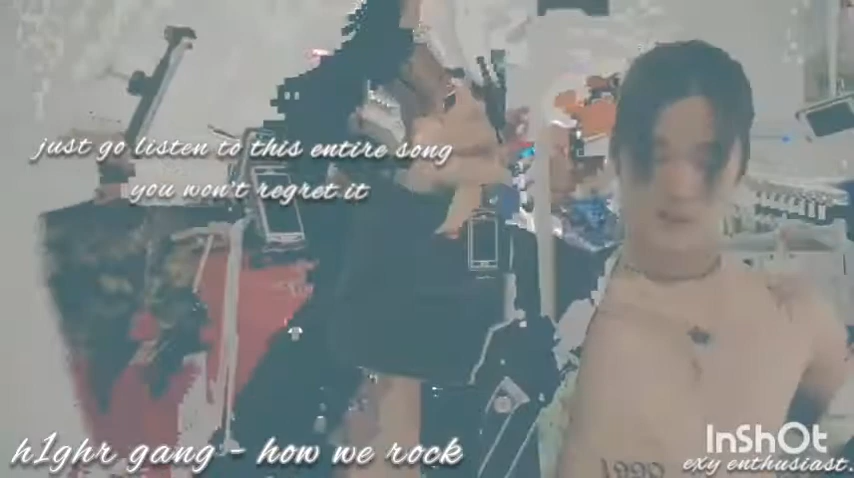 just go listen to this entire song
you won't regret it
h1ghr gang - how we rock
InShOt
exy enthusiast.
1990